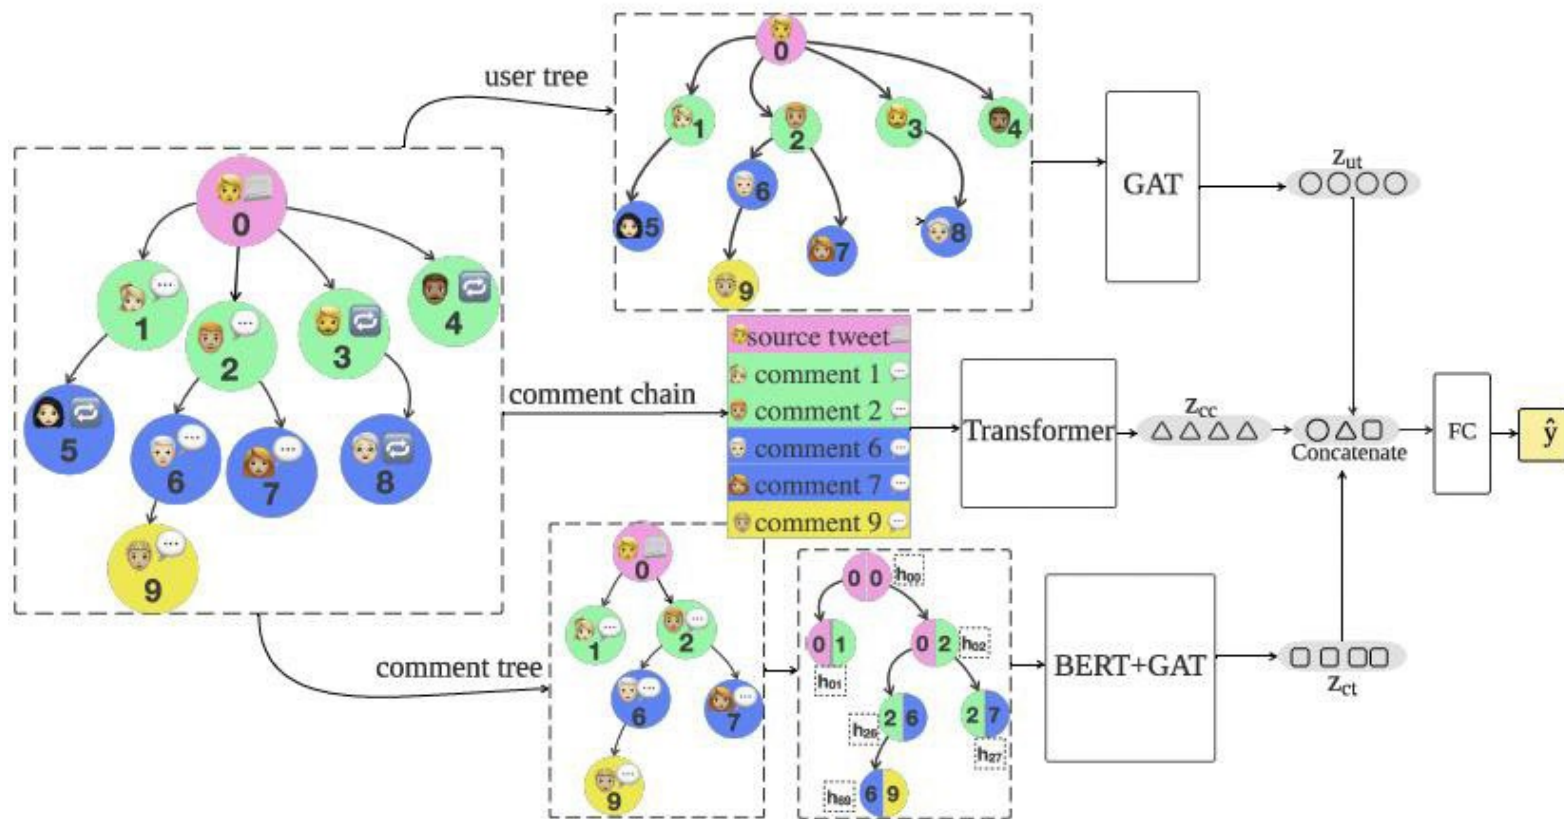 0
1
2
3
4
5
6
7
8
9
user tree
0
1
2
3
4
5
6
7
8
9
GAT
z_ut
comment chain
source tweet
comment 1
comment 2
comment 6
comment 7
comment 9
Transformer
z_cc
Concatenate
FC
ŷ
comment tree
0
1
2
6
7
9
0 0
h₀₀
0 1
h₀₁
0 2
h₀₂
2 6
h₂₆
2 7
h₂₇
6 9
h₆₉
BERT+GAT
z_ct